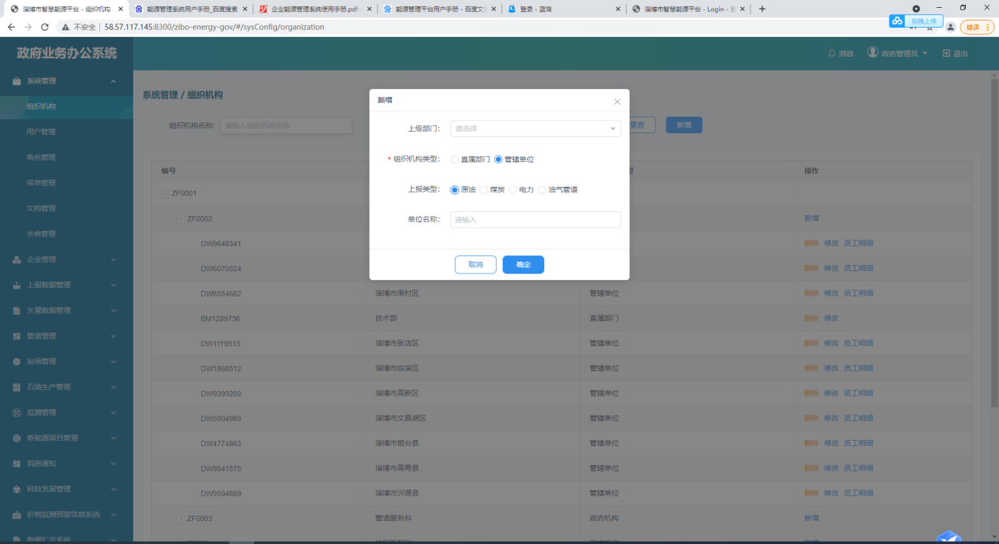 淄博市智慧能源平台 - 组织机构
能源管理系统用户手册_百度搜索
企业能源管理系统使用手册.pdf-
能源管理平台用户手册 - 百度文
登录 - 蓝湖
淄博市智慧能源平台 - Login -
不安全 58.57.117.145:8300/zibo-energy-gov/#/sysConfig/organization
拖拽上传
错误
政府业务办公系统
消息 政府管理员 退出
系统管理
组织机构
用户管理
角色管理
菜单管理
文档管理
字典管理
企业管理
上报数据管理
矢量数据管理
管道管理
站场管理
石油生产管理
监测管理
新能源项目管理
消息通知
科技发展管理
价格监测预警信息系统
数据汇总系统
系统管理 / 组织机构
组织机构名称: 请输入组织机构名称 重置 新增
新增
上级部门: 请选择
* 组织机构类型: 直属部门 管辖单位
上报类型: 原油 煤炭 电力 油气管道
单位名称: 请输入
取消 确定
编号 型 操作
ZF0001
ZF0002 新增
DW9648341 删除 修改 员工明细
DW6070524 删除 修改 员工明细
DW6554682 淄博市周村区 管辖单位 删除 修改 员工明细
BM1289736 技术部 直属部门 删除 修改
DW1119915 淄博市张店区 管辖单位 删除 修改 员工明细
DW1868512 淄博市临淄区 管辖单位 删除 修改 员工明细
DW9399269 淄博市高新区 管辖单位 删除 修改 员工明细
DW5004989 淄博市文昌湖区 管辖单位 删除 修改 员工明细
DW4774863 淄博市桓台县 管辖单位 删除 修改 员工明细
DW9541575 淄博市高青县 管辖单位 删除 修改 员工明细
DW9594889 淄博市沂源县 管辖单位 删除 修改 员工明细
ZF0003 管道服务科 政府机构 新增